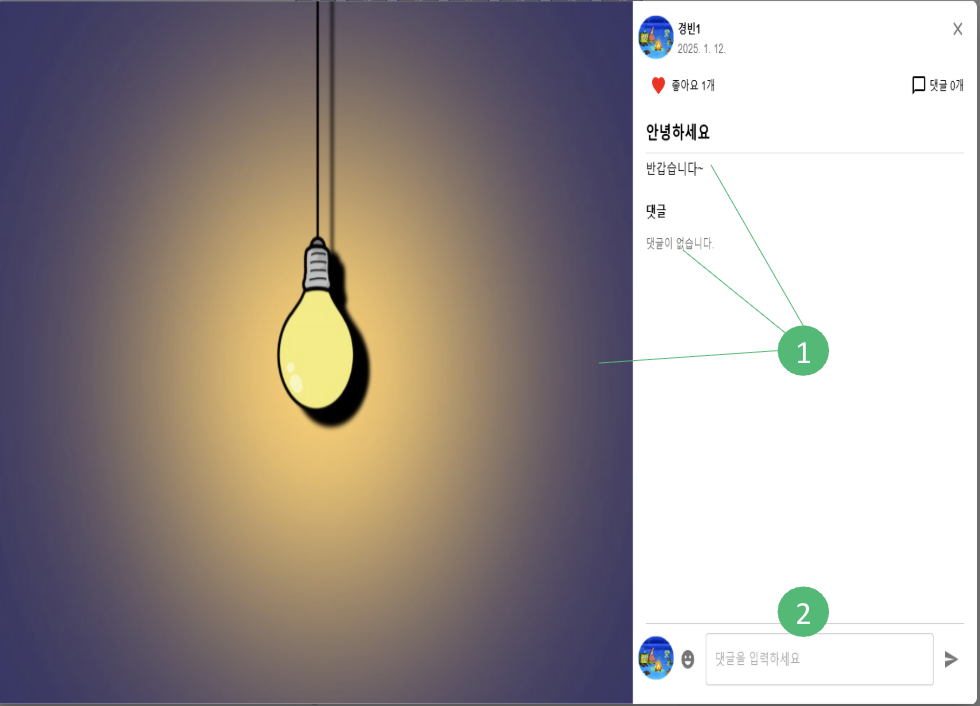 경빈1
X
2025. 1. 12.
좋아요 1개
댓글 0개
안녕하세요
반갑습니다~
댓글
댓글이 없습니다.
1
2
댓글을 입력하세요